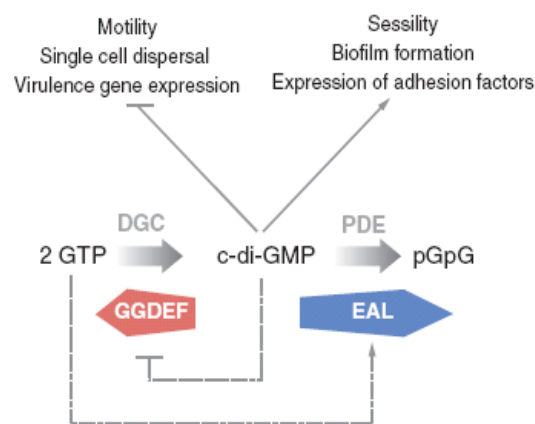 Motility
Single cell dispersal
Virulence gene expression
Sessility
Biofilm formation
Expression of adhesion factors
DGC
PDE
2 GTP
c-di-GMP
pGpG
GGDEF
EAL